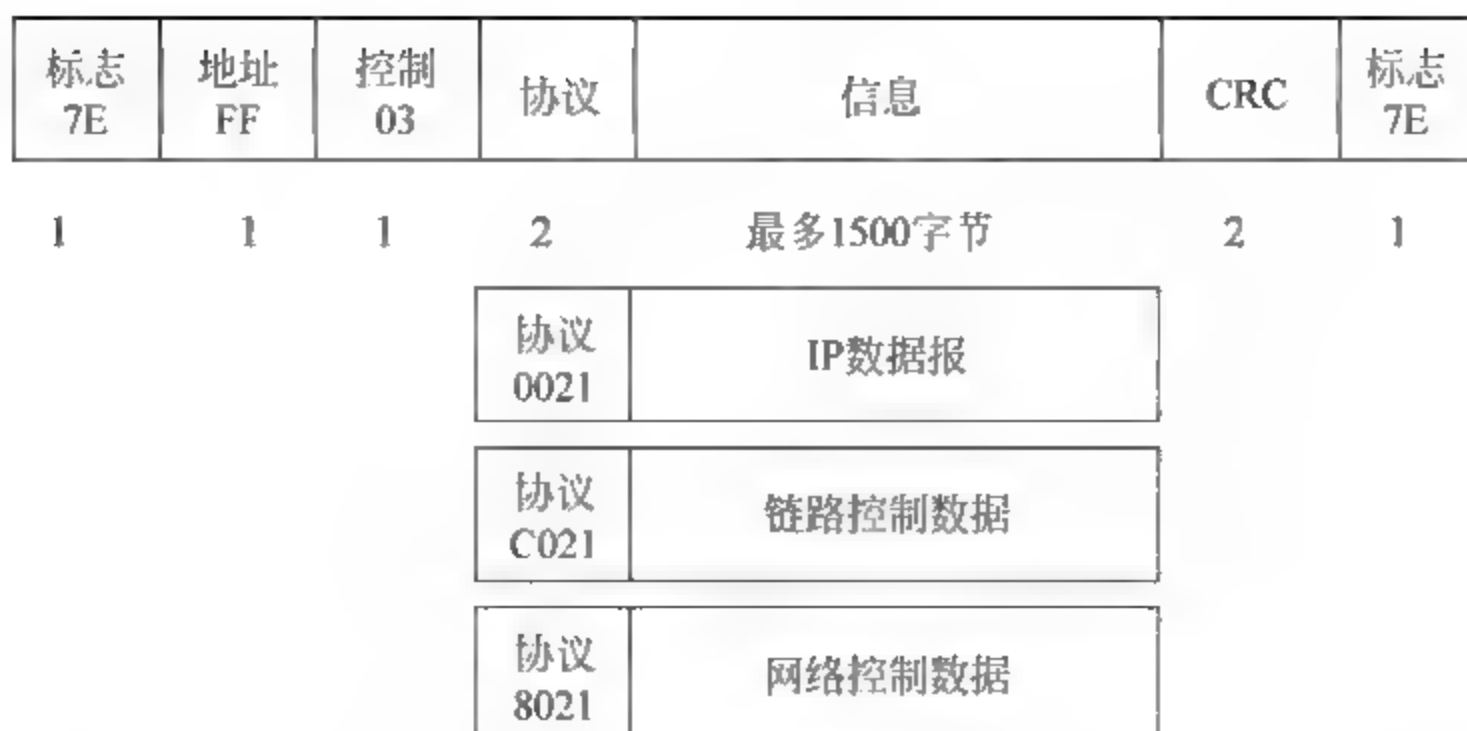 标志 地址 控制 协议 信息 CRC 标志
7E FF 03 7E
1 1 1 2 最多1500字节 2 1
协议
0021
IP数据报
协议
C021
链路控制数据
协议
8021
网络控制数据